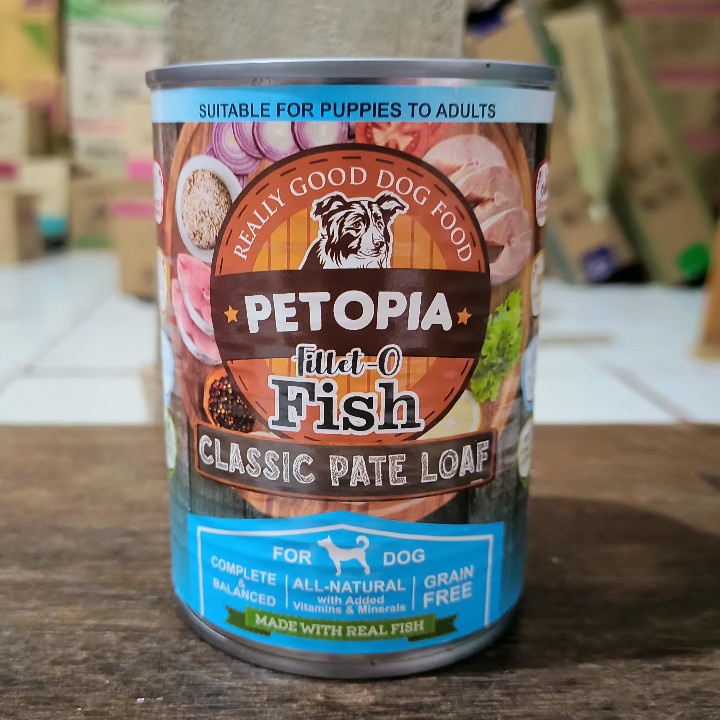 SUITABLE FOR PUPPIES TO ADULTS
REALLY GOOD DOG FOOD
PETOPIA
fillet-O
Fish
CLASSIC PATE LOAF
FOR DOG
COMPLETE
&
BALANCED
ALL-NATURAL
with Added
Vitamins & Minerals
GRAIN
FREE
MADE WITH REAL FISH